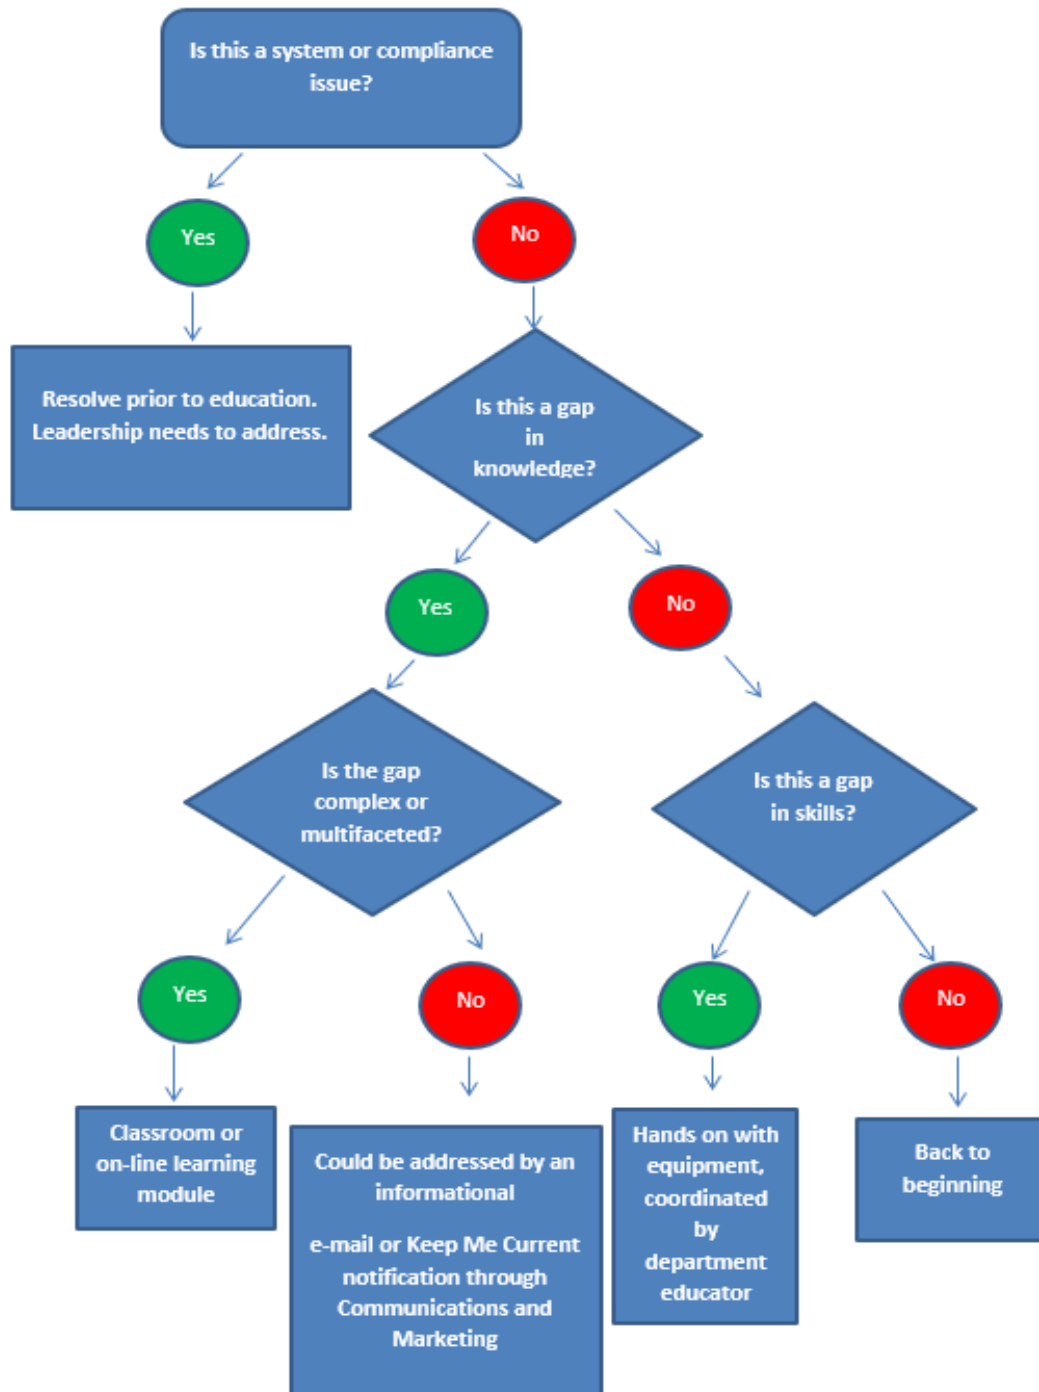 Is this a system or compliance
issue?
Yes
No
Resolve prior to education.
Leadership needs to address.
Is this a gap
in
knowledge?
Yes
No
Is the gap
complex or
multifaceted?
Is this a gap
in skills?
Yes
No
Yes
No
Classroom or
on-line learning
module
Could be addressed by an
informational
e-mail or Keep Me Current
notification through
Communications and
Marketing
Hands on with
equipment,
coordinated
by
department
educator
Back to
beginning